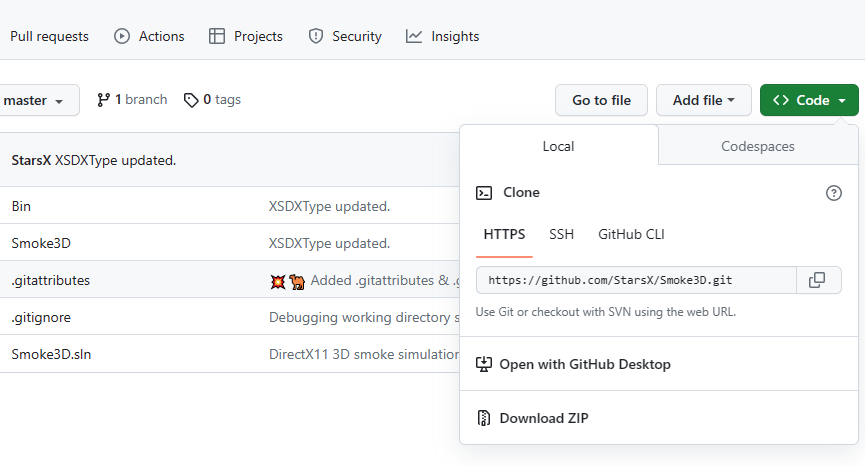 Pull requests Actions Projects Security Insights
master 1 branch 0 tags Go to file Add file Code
StarsX XSDXType updated.
Local Codespaces
Clone
Bin XSDXType updated.
HTTPS SSH GitHub CLI
Smoke3D XSDXType updated.
.gitattributes Added .gitattributes & .g
https://github.com/StarsX/Smoke3D.git
.gitignore Debugging working directory s
Use Git or checkout with SVN using the web URL.
Smoke3D.sln DirectX11 3D smoke simulation
Open with GitHub Desktop
Download ZIP